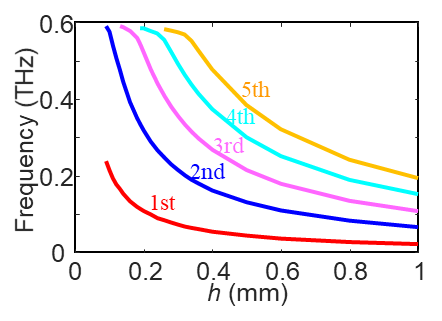 0.6
0.4
0.2
0
Frequency (THz)
5th
4th
3rd
2nd
1st
0 0.2 0.4 0.6 0.8 1
h (mm)